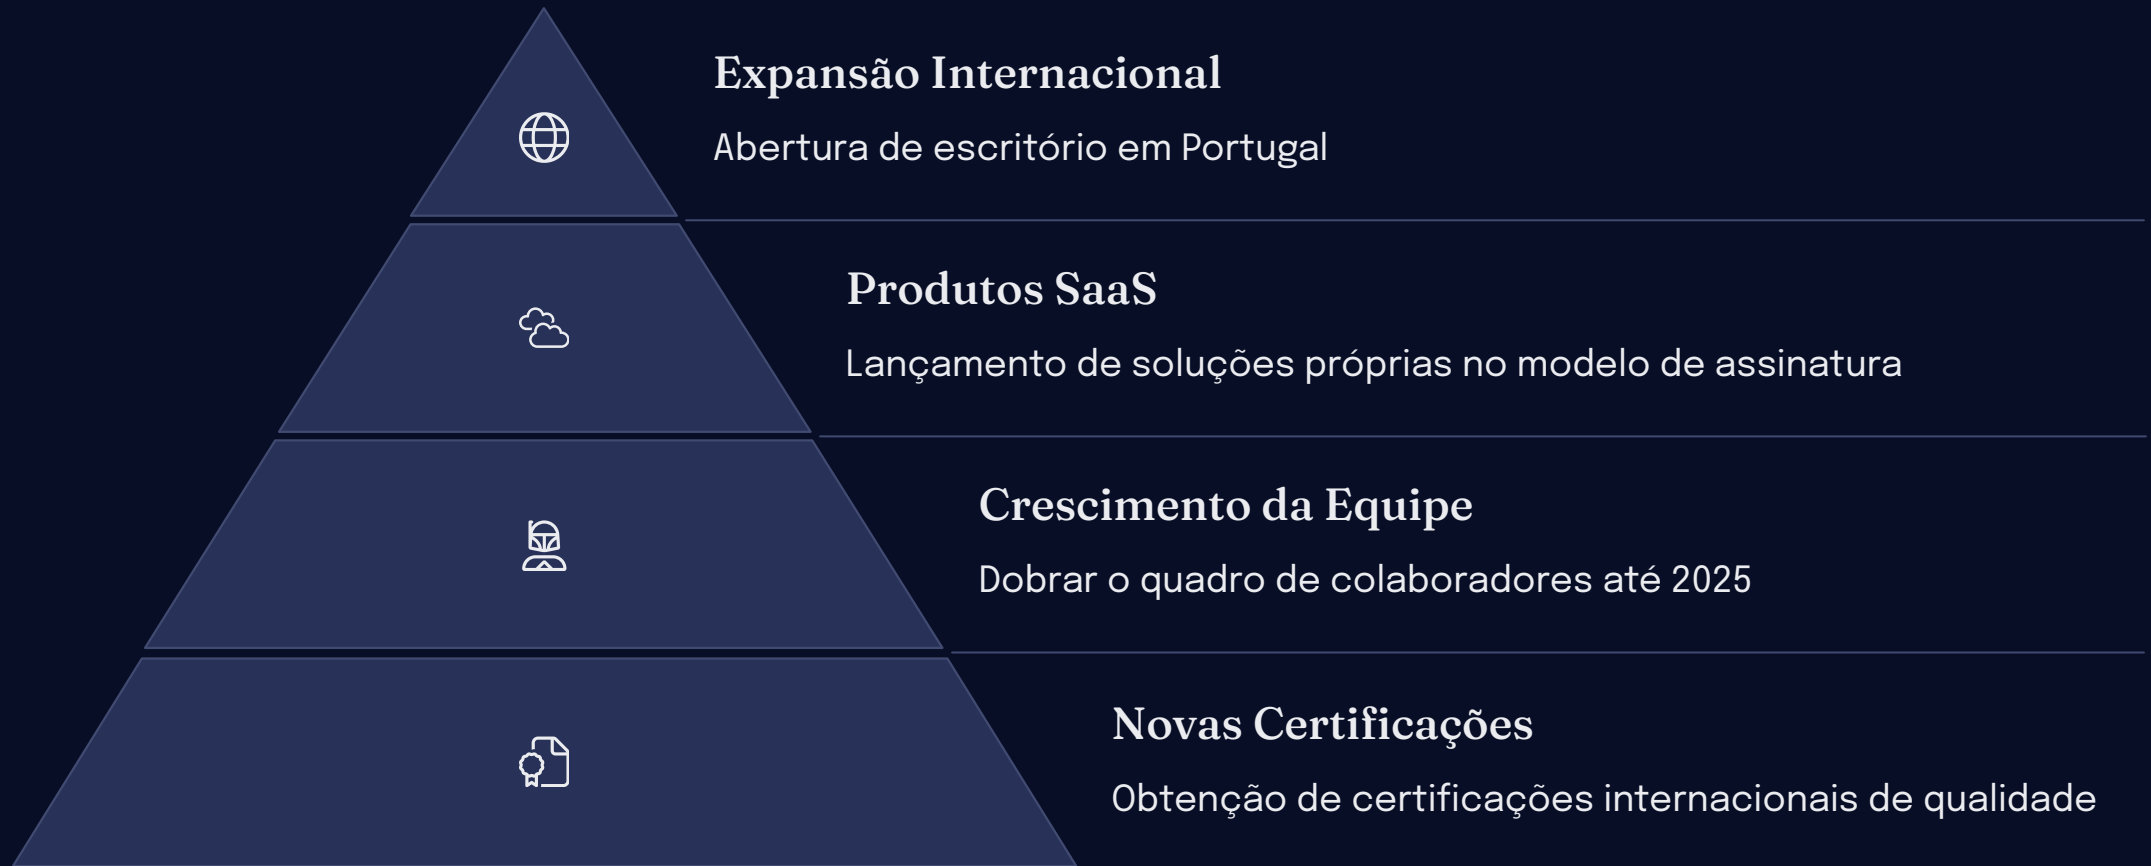 Expansão Internacional
Abertura de escritório em Portugal
Produtos SaaS
Lançamento de soluções próprias no modelo de assinatura
Crescimento da Equipe
Dobrar o quadro de colaboradores até 2025
Novas Certificações
Obtenção de certificações internacionais de qualidade